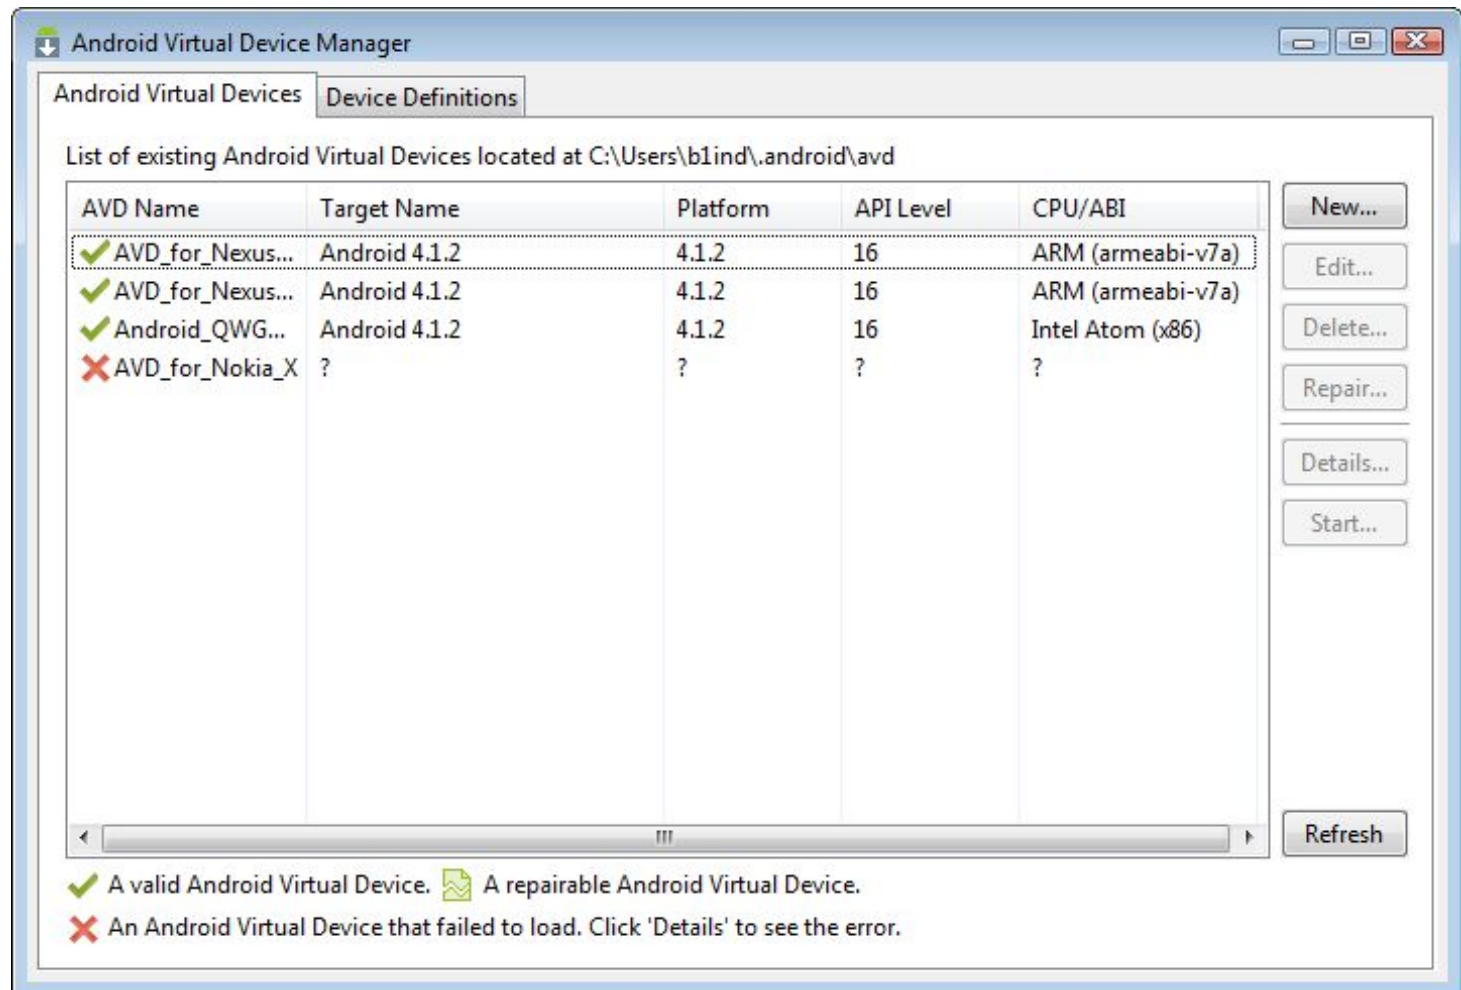 Android Virtual Device Manager
Android Virtual Devices Device Definitions
List of existing Android Virtual Devices located at C:\Users\b1ind\.android\avd
AVD Name Target Name Platform API Level CPU/ABI New...
AVD_for_Nexus... Android 4.1.2 4.1.2 16 ARM (armeabi-v7a)
Edit...
AVD_for_Nexus... Android 4.1.2 4.1.2 16 ARM (armeabi-v7a)
Android_QWG... Android 4.1.2 4.1.2 16 Intel Atom (x86) Delete...
AVD_for_Nokia_X ? ? ? ?
Repair...
Details...
Start...
Refresh
A valid Android Virtual Device. A repairable Android Virtual Device.
An Android Virtual Device that failed to load. Click 'Details' to see the error.